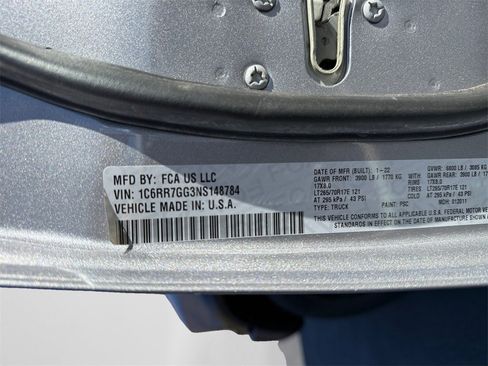 MFD BY: FCA US LLC
VIN: 1C6RR7GG3NS148784
VEHICLE MADE IN: U.S.A.
DATE OF MFR (BUILT): 1-22 GVWR: 6800 LB / 3085 KG
GAWR FRONT: 3900 LB / 1770 KG GAWR REAR: 3900 LB / 17
17X8.0 RIMS 17X8.0
LT265/70R17E 121 TIRES LT265/70R17E 121
AT 295 kPa / 43 PSI COLD AT 295 kPa / 43 PSI
TYPE: TRUCK PAINT: PSC MDH: 012011
THIS VEHICLE CONFORMS TO ALL APPLICABLE U.S.A. FEDERAL MOTOR VEHIC
STANDARDS IN EFFECT ON THE DATE OF MANUFACTURE SHOWN